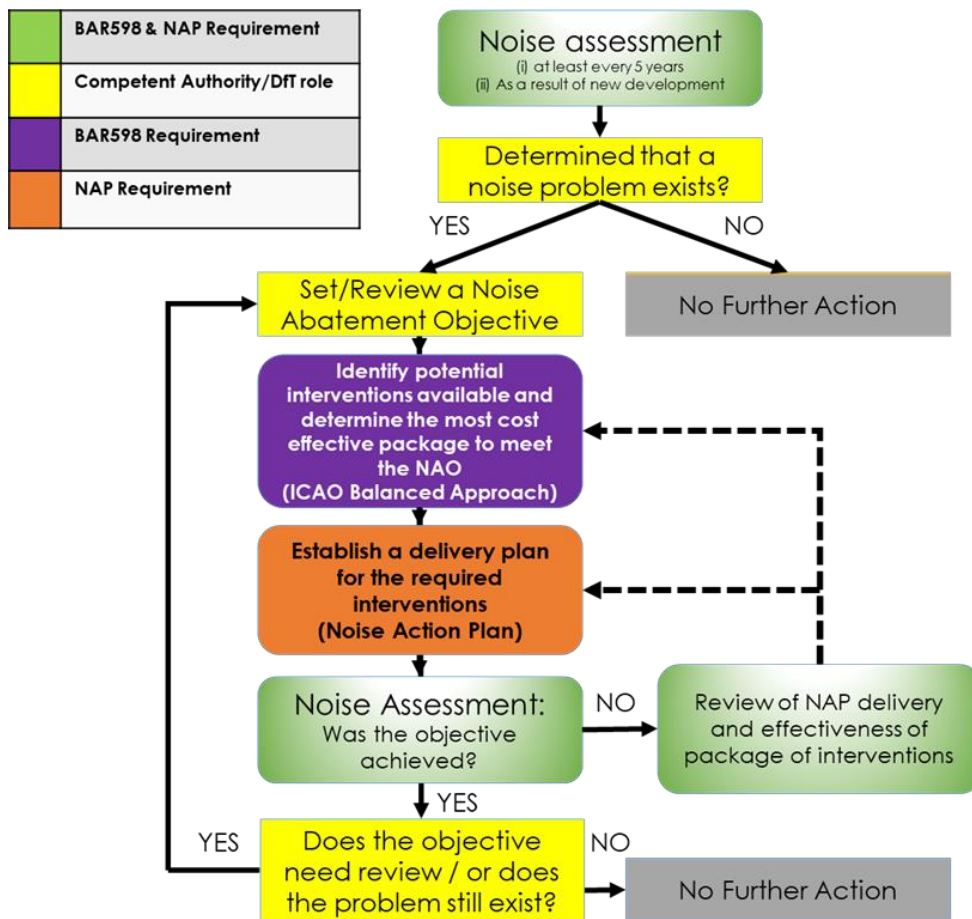 BAR598 & NAP Requirement
Competent Authority/DfT role
BAR598 Requirement
NAP Requirement
Noise assessment
(i) at least every 5 years
(ii) As a result of new development
Determined that a
noise problem exists?
YES
NO
Set/Review a Noise
Abatement Objective
No Further Action
Identify potential
interventions available and
determine the most cost
effective package to meet
the NAO
(ICAO Balanced Approach)
Establish a delivery plan
for the required
interventions
(Noise Action Plan)
Noise Assessment:
Was the objective
achieved?
NO
Review of NAP delivery
and effectiveness of
package of interventions
YES
YES
Does the objective
need review / or does
the problem still exist?
NO
No Further Action